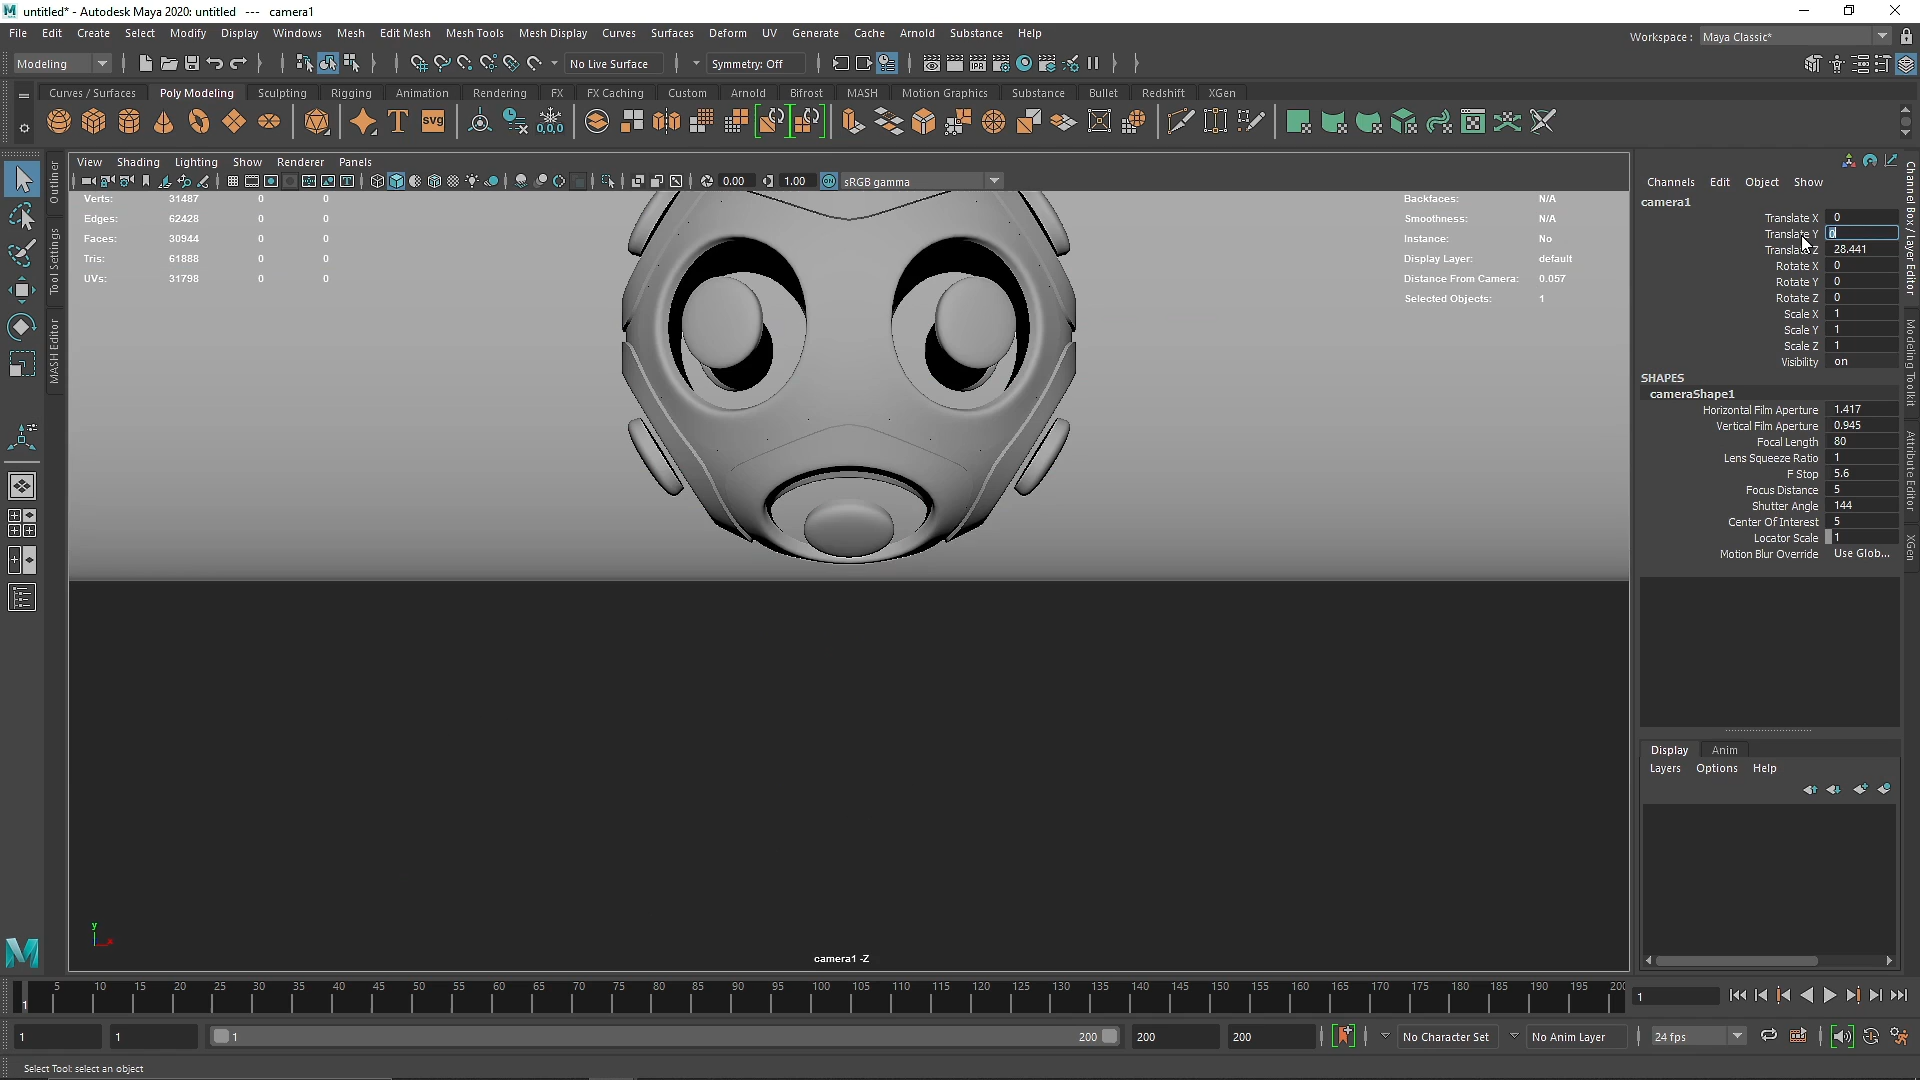 untitled* - Autodesk Maya 2020: untitled --- camera1
File Edit Create Select Modify Display Windows Mesh Edit Mesh Mesh Tools Mesh Display Curves Surfaces Deform UV Generate Cache Arnold Substance Help
Workspace : Maya Classic*
Modeling No Live Surface Symmetry: Off
Curves / Surfaces Poly Modeling Sculpting Rigging Animation Rendering FX FX Caching Custom Arnold Bifrost MASH Motion Graphics Substance Bullet Redshift XGen
T svg 0,0,0
View Shading Lighting Show Renderer Panels
0.00 1.00 ON sRGB gamma
Outliner
Tool Settings
MASH Editor
Verts: 31487 0 0
Edges: 62428 0 0
Faces: 30944 0 0
Tris: 61888 0 0
UVs: 31798 0 0
Backfaces: N/A
Smoothness: N/A
Instance: No
Display Layer: default
Distance From Camera: 0.057
Selected Objects: 1
y
x
camera1 -Z
Channels Edit Object Show
camera1
Translate X 0
Translate Y 0
Translate Z 28.441
Rotate X 0
Rotate Y 0
Rotate Z 0
Scale X 1
Scale Y 1
Scale Z 1
Visibility on
SHAPES
cameraShape1
Horizontal Film Aperture 1.417
Vertical Film Aperture 0.945
Focal Length 80
Lens Squeeze Ratio 1
F Stop 5.6
Focus Distance 5
Shutter Angle 144
Center Of Interest 5
Locator Scale 1
Motion Blur Override Use Glob...
Display Anim
Layers Options Help
Channel Box / Layer Editor
Modeling Toolkit
Attribute Editor
XGen
M
5 10 15 20 25 30 35 40 45 50 55 60 65 70 75 80 85 90 95 100 105 110 115 120 125 130 135 140 145 150 155 160 165 170 175 180 185 190 195 200
1 1
1 1 1 200 200 200 No Character Set No Anim Layer 24 fps
Select Tool: select an object